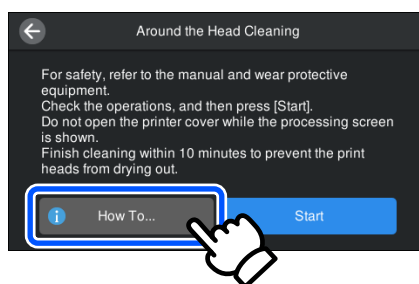 Around the Head Cleaning
For safety, refer to the manual and wear protective
equipment.
Check the operations, and then press [Start].
Do not open the printer cover while the processing screen
is shown.
Finish cleaning within 10 minutes to prevent the print
heads from drying out.
How To...
Start